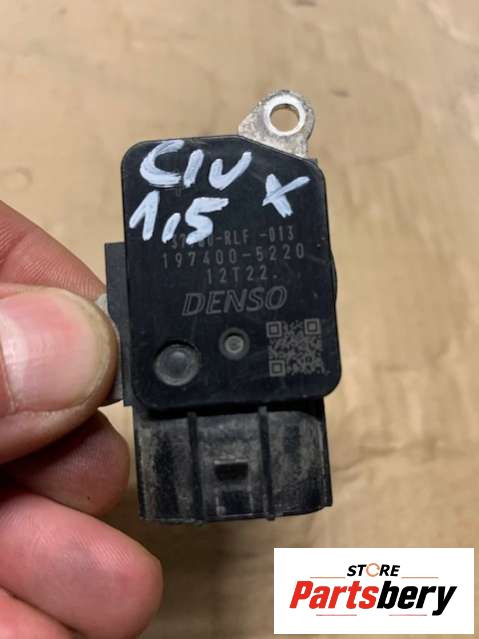 CIV X
1,5
-RLF -013
197400-5220
12T22.
DENSO
STORE
Partsbery